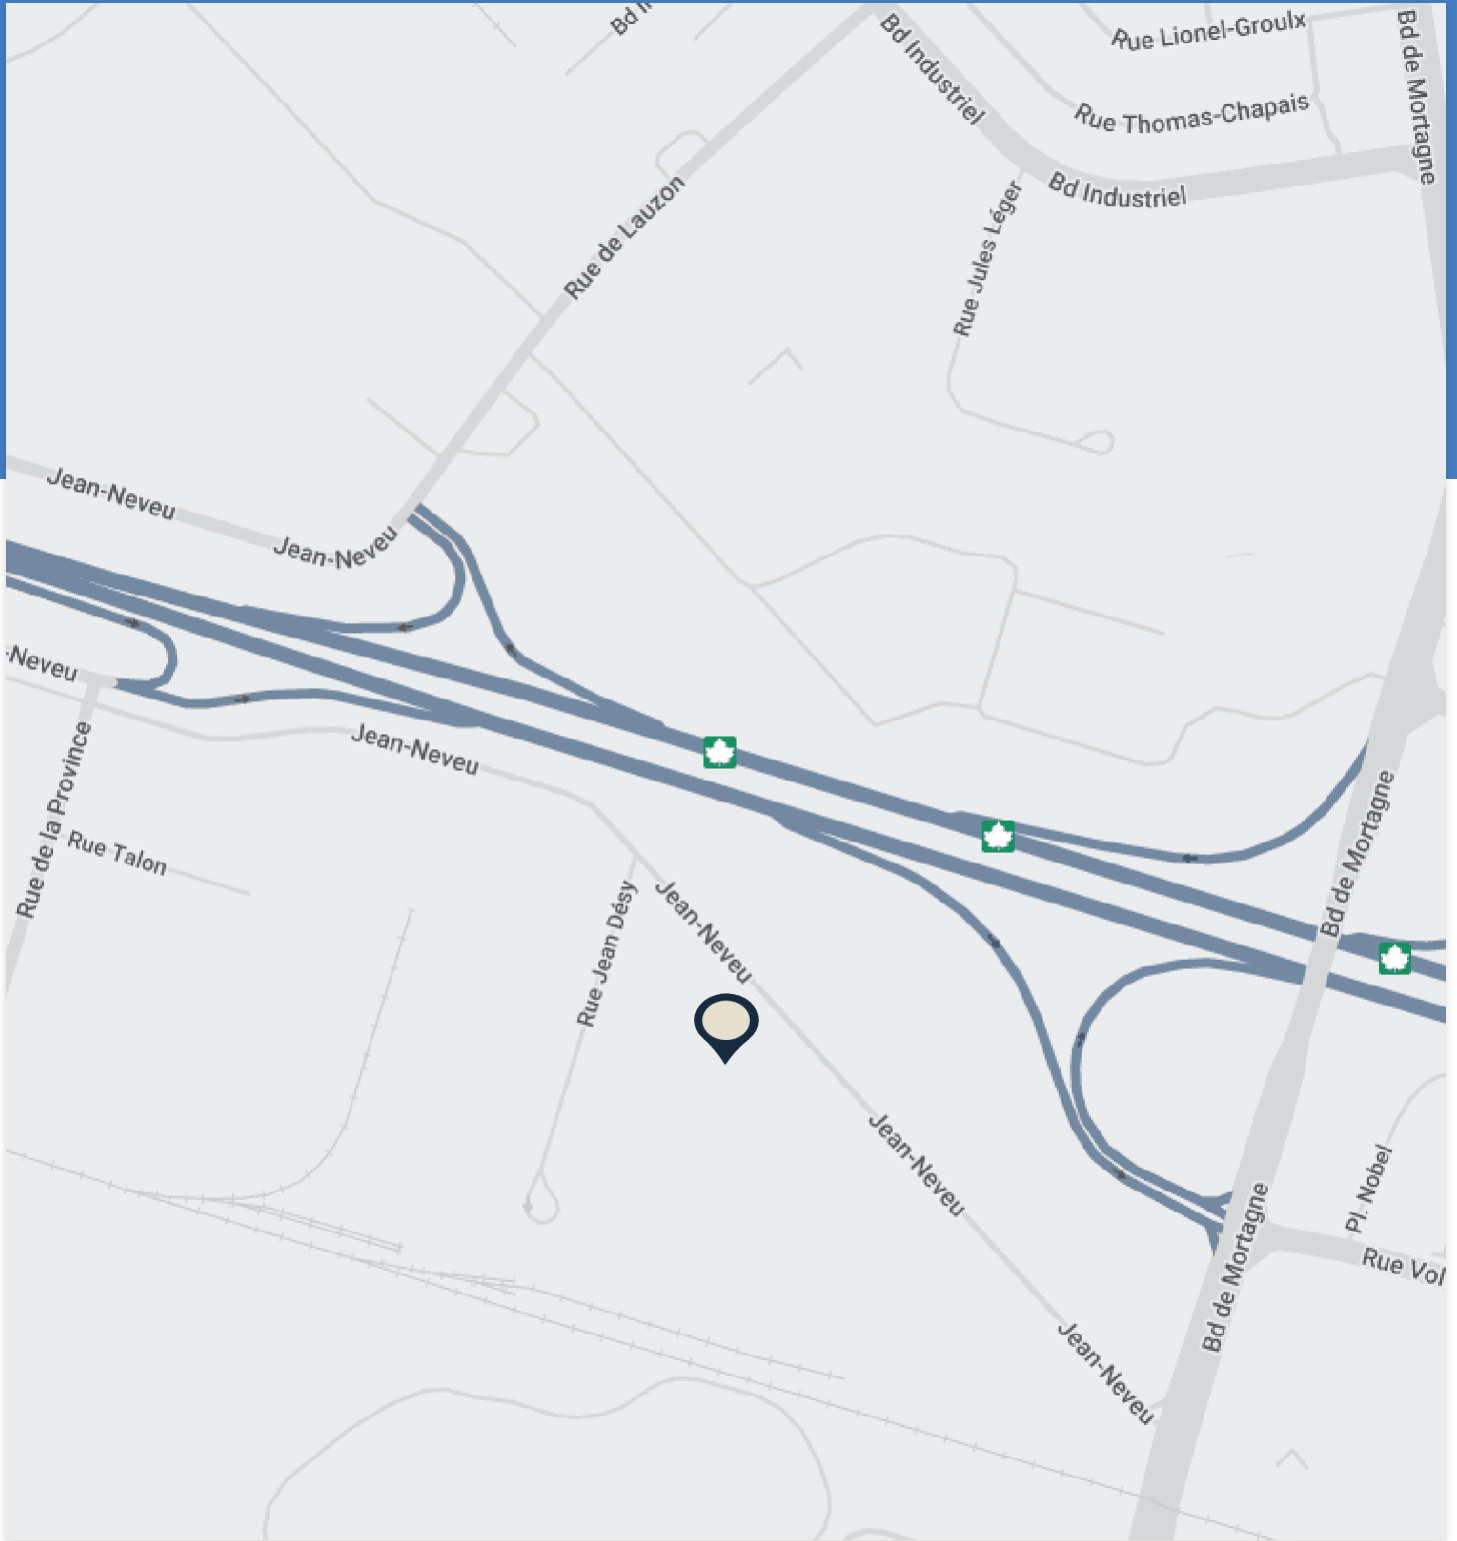 Bd
Rue Lionel-Groulx
Bd Industriel
Bd de Mortagne
Rue Thomas-Chapais
Bd Industriel
Rue de Lauzon
Rue Jules Léger
Jean-Neveu
Jean-Neveu
-Neveu
Jean-Neveu
Rue de la Province
Rue Talon
Bd de Mortagne
Rue Jean Désy
Jean-Neveu
Jean-Neveu
Pl. Nobel
Bd de Mortagne
Rue Vol
Jean-Neveu